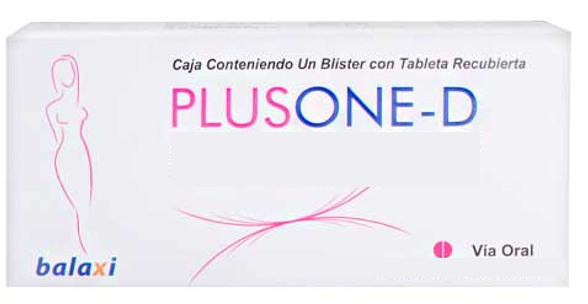 Caja Conteniendo Un Blister con Tableta Recubierta
PLUSONE-D
Vía Oral
balaxi